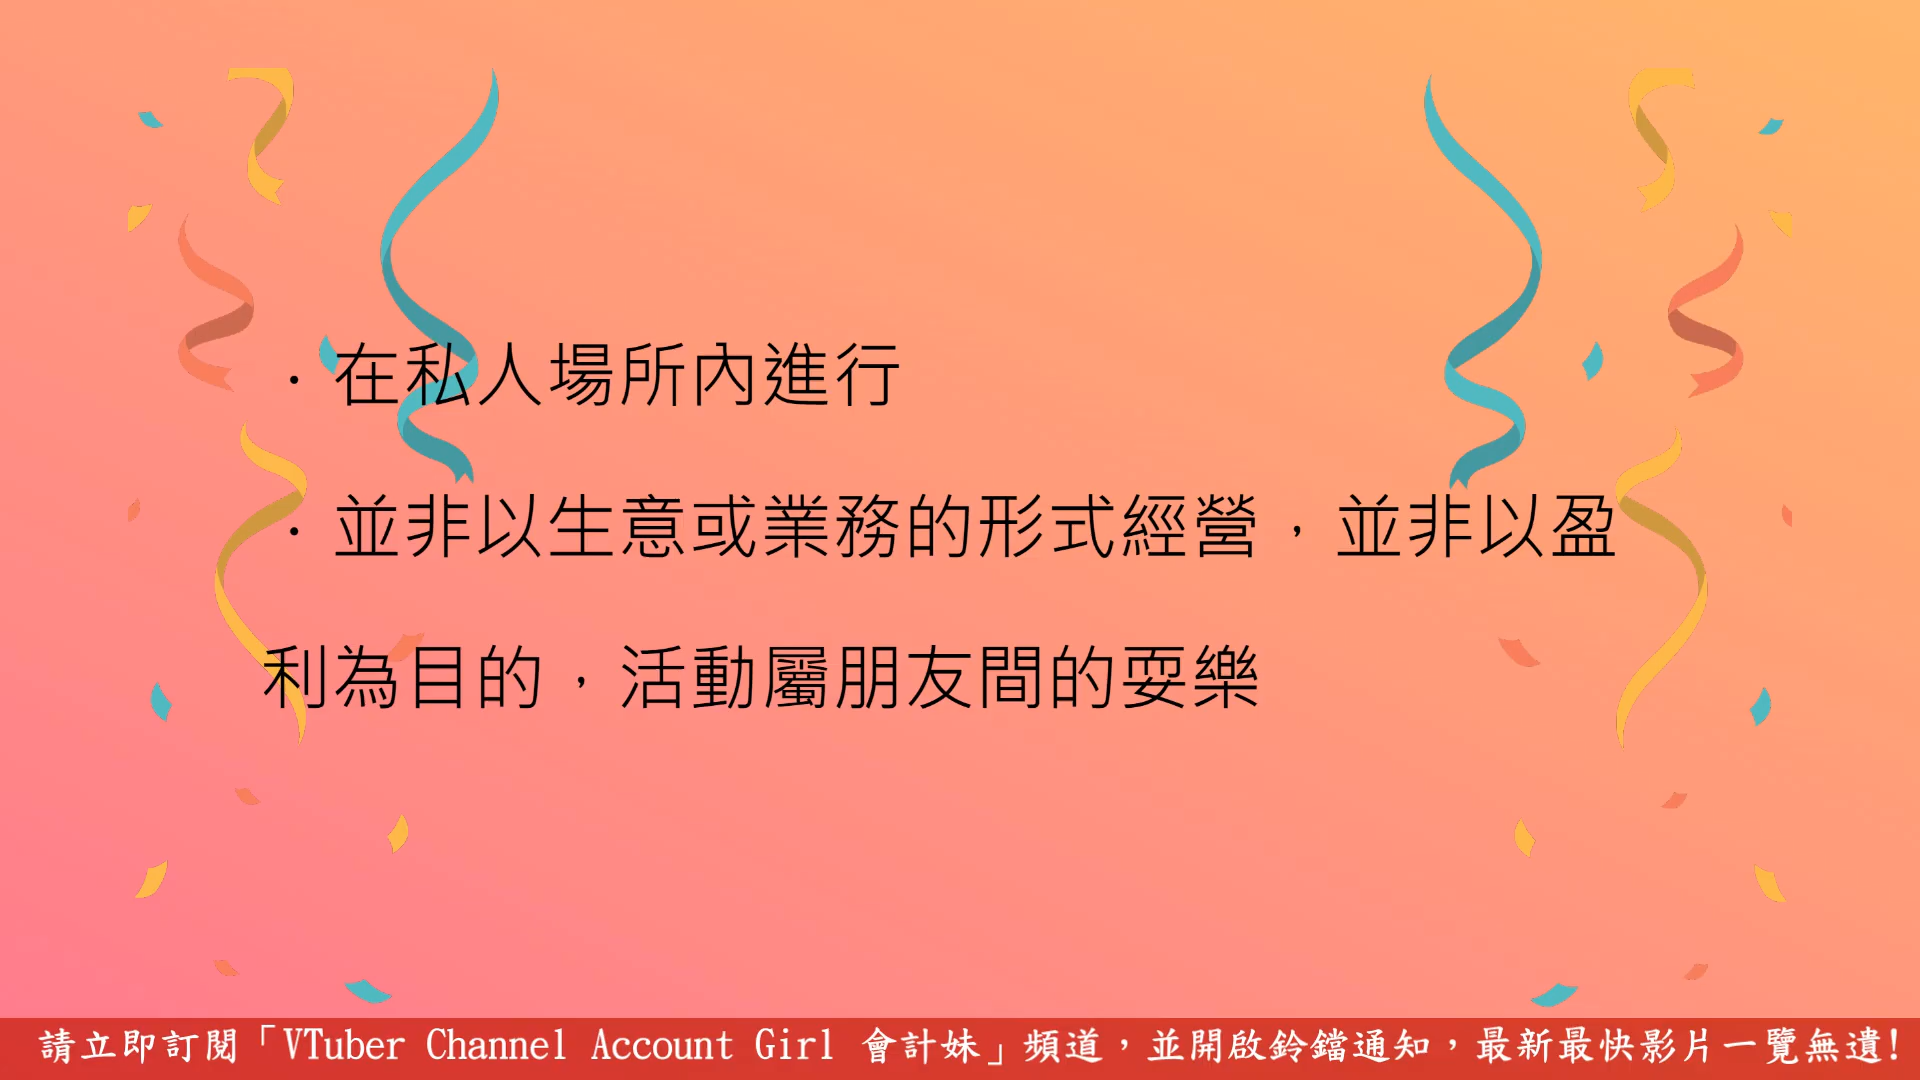 · 在私人場所內進行
· 並非以生意或業務的形式經營，並非以盈
利為目的，活動屬朋友間的耍樂
請立即訂閱「VTuber Channel Account Girl 會計妹」頻道，並開啟鈴鐺通知，最新最快影片一覽無遺!